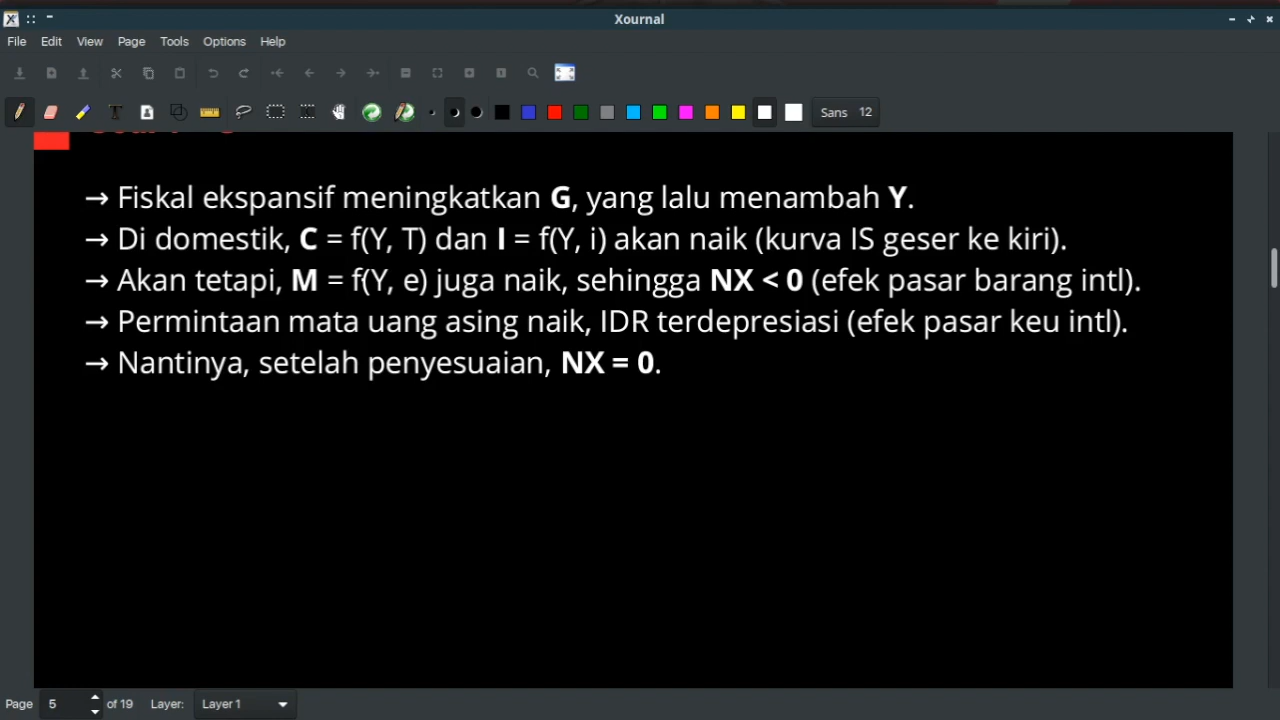 Xournal
File Edit View Page Tools Options Help
Sans 12
→ Fiskal ekspansif meningkatkan G, yang lalu menambah Y.
→ Di domestik, C = f(Y, T) dan I = f(Y, i) akan naik (kurva IS geser ke kiri).
→ Akan tetapi, M = f(Y, e) juga naik, sehingga NX < 0 (efek pasar barang intl).
→ Permintaan mata uang asing naik, IDR terdepresiasi (efek pasar keu intl).
→ Nantinya, setelah penyesuaian, NX = 0.
Page 5 of 19 Layer: Layer 1